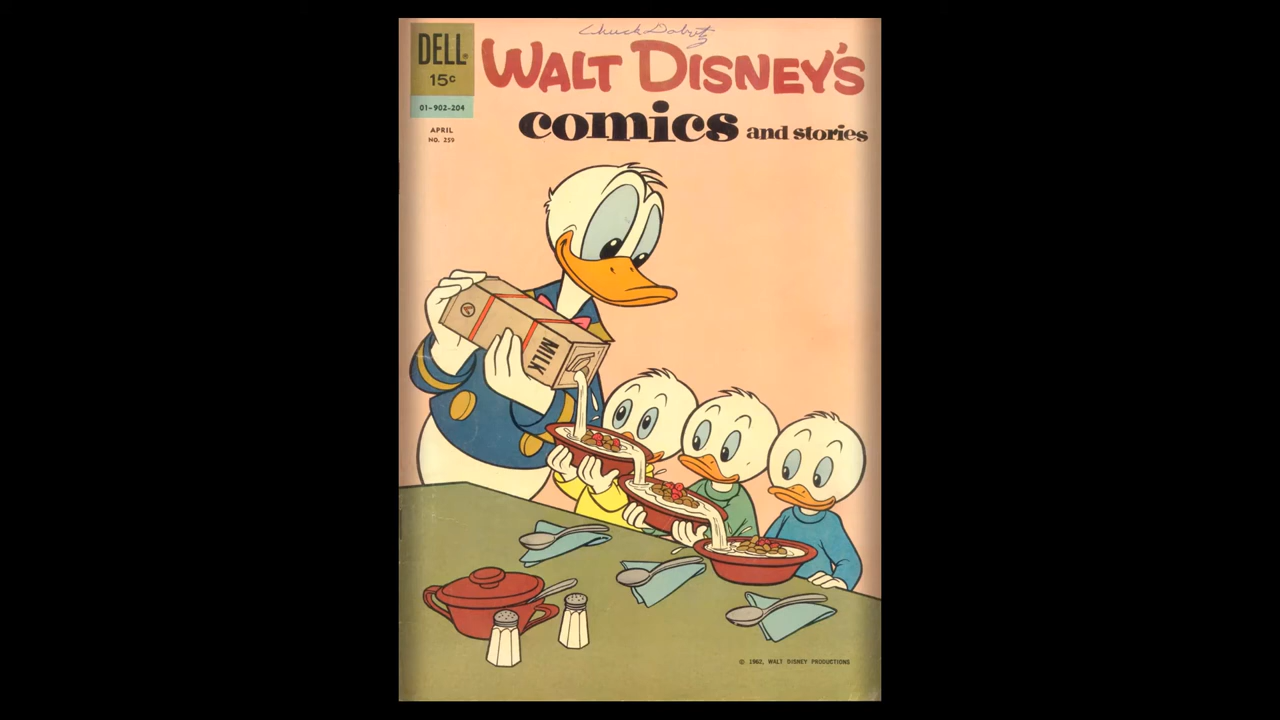 DELL
15¢
01-902-204
APRIL
NO. 259
WALT DISNEY'S
comics and stories
MILK
© 1962, WALT DISNEY PRODUCTIONS